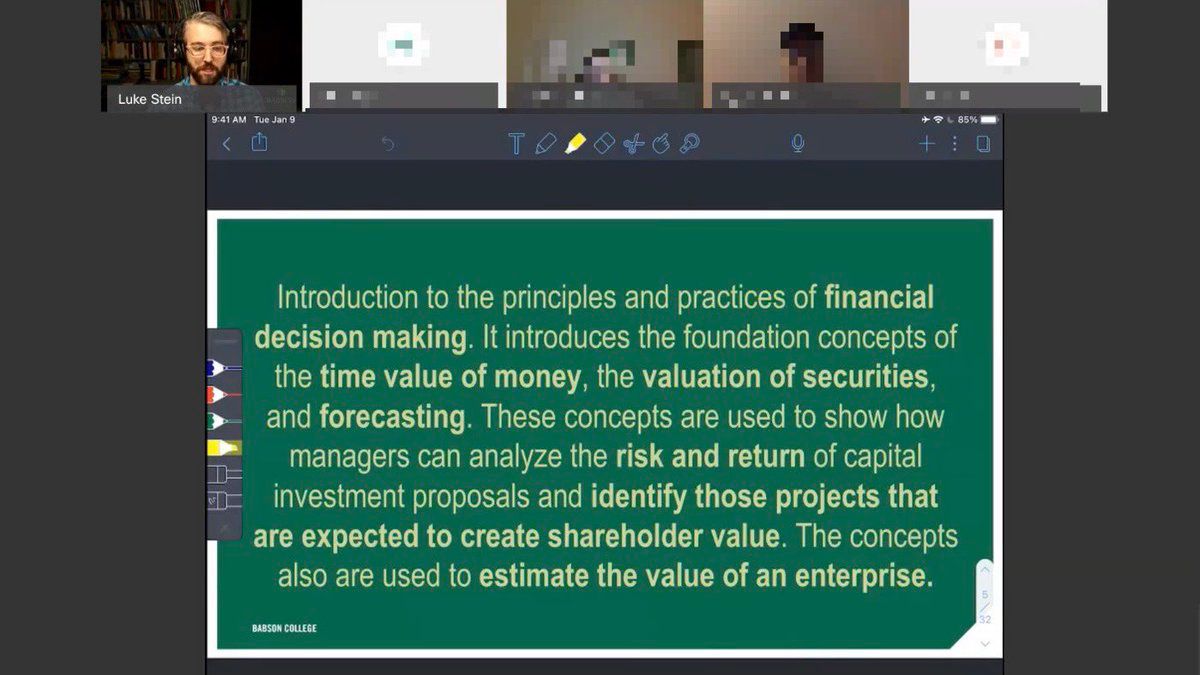 Luke Stein
9:41 AM Tue Jan 9
85%
T
Introduction to the principles and practices of financial
decision making. It introduces the foundation concepts of
the time value of money, the valuation of securities,
and forecasting. These concepts are used to show how
managers can analyze the risk and return of capital
investment proposals and identify those projects that
are expected to create shareholder value. The concepts
also are used to estimate the value of an enterprise.
5
/
32
BABSON COLLEGE